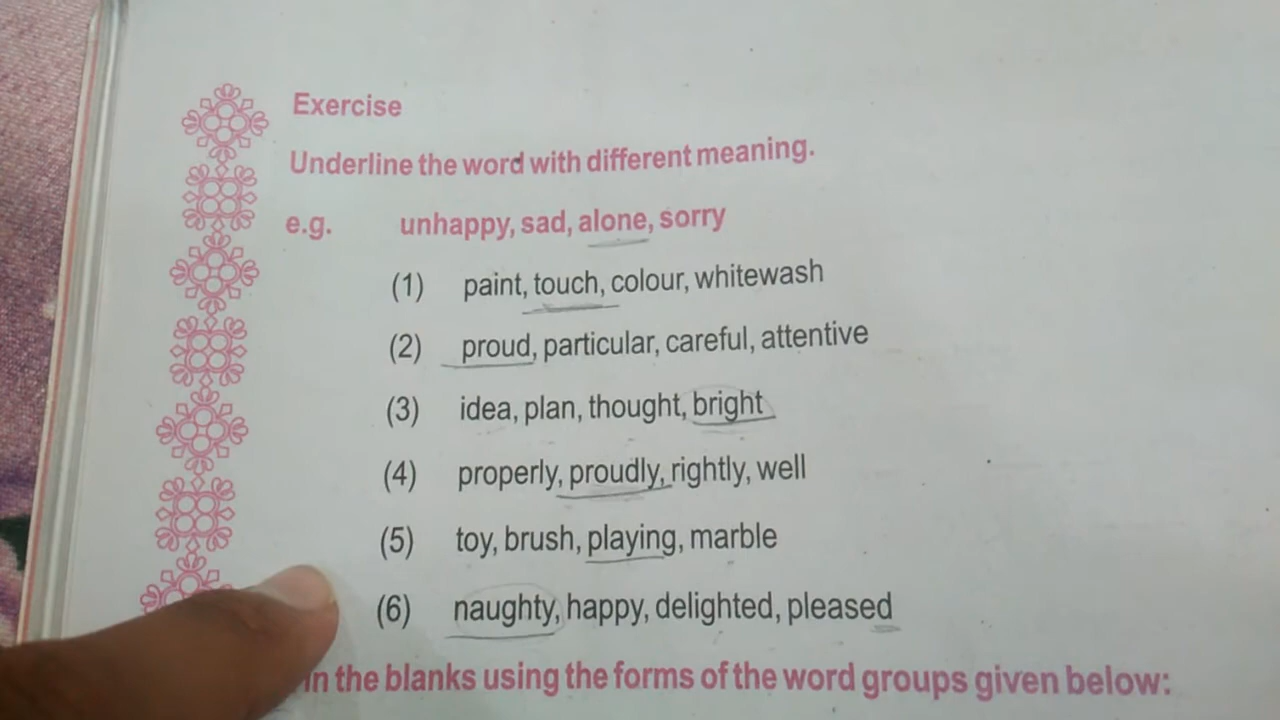 Exercise
Underline the word with different meaning.
e.g. unhappy, sad, alone, sorry
(1) paint, touch, colour, whitewash
(2) proud, particular, careful, attentive
(3) idea, plan, thought, bright
(4) properly, proudly, rightly, well
(5) toy, brush, playing, marble
(6) naughty, happy, delighted, pleased
in the blanks using the forms of the word groups given below: